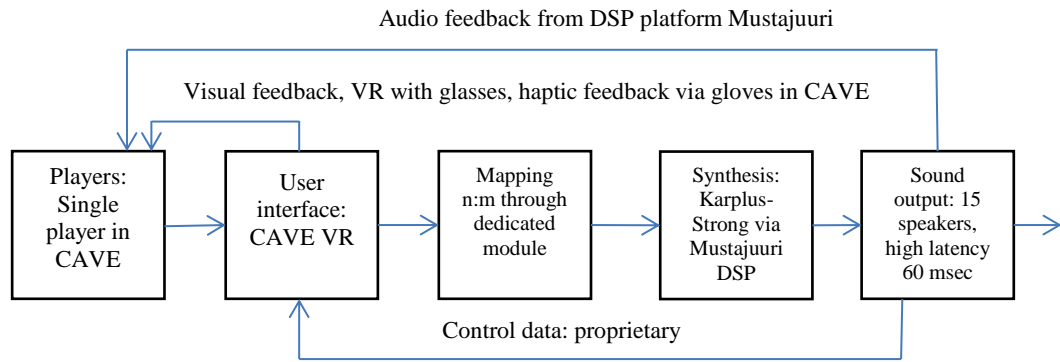 Audio feedback from DSP platform Mustajuuri
Visual feedback, VR with glasses, haptic feedback via gloves in CAVE
Players:
Single
player in
CAVE
User
interface:
CAVE VR
Mapping
n:m through
dedicated
module
Synthesis:
Karplus-
Strong via
Mustajuuri
DSP
Sound
output: 15
speakers,
high latency
60 msec
Control data: proprietary